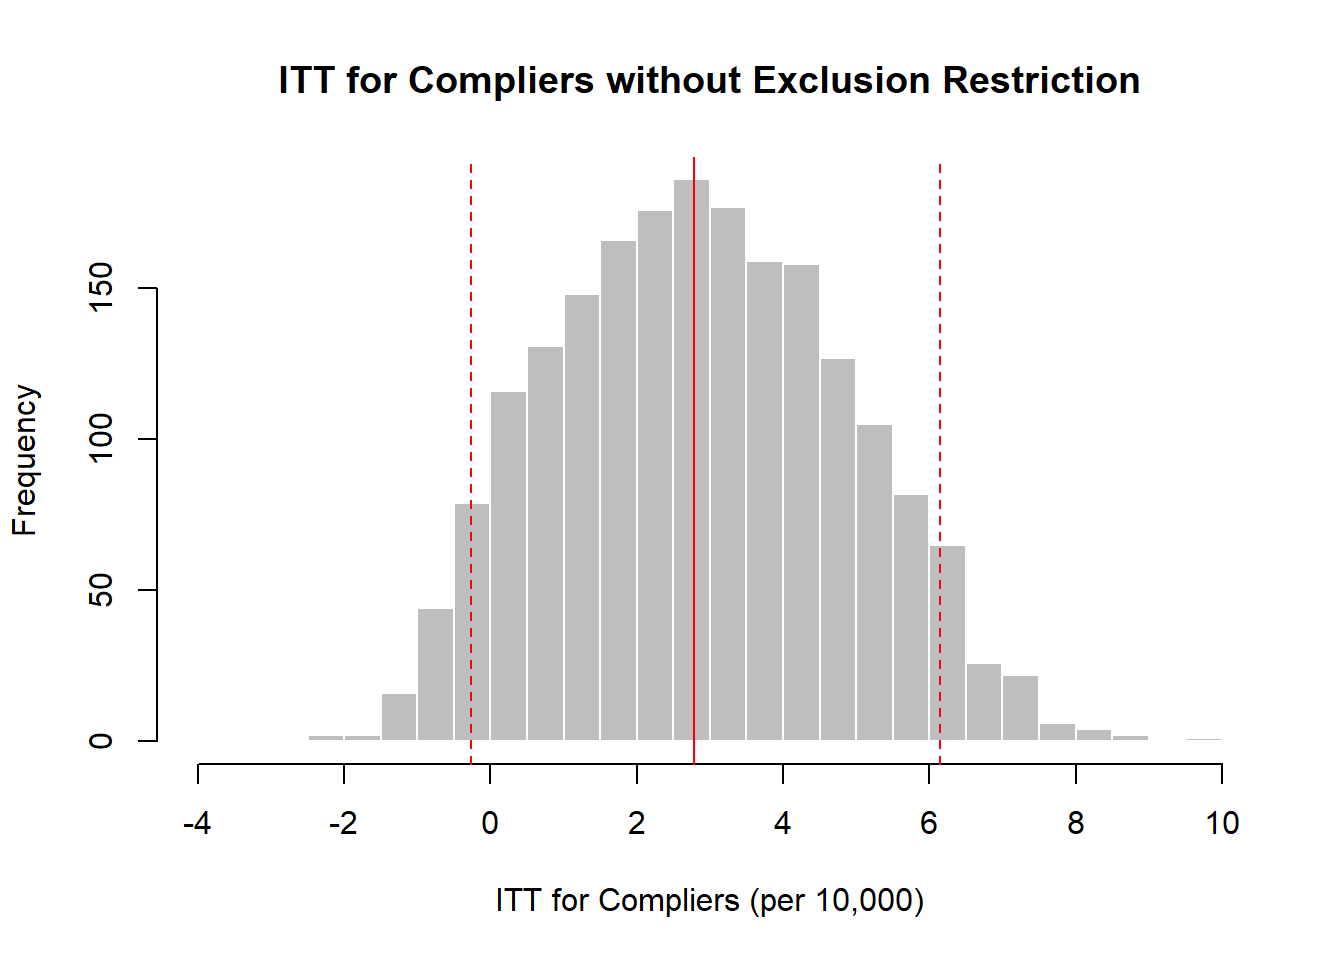 ITT for Compliers without Exclusion Restriction
Frequency
150
100
50
0
-4 -2 0 2 4 6 8 10
ITT for Compliers (per 10,000)